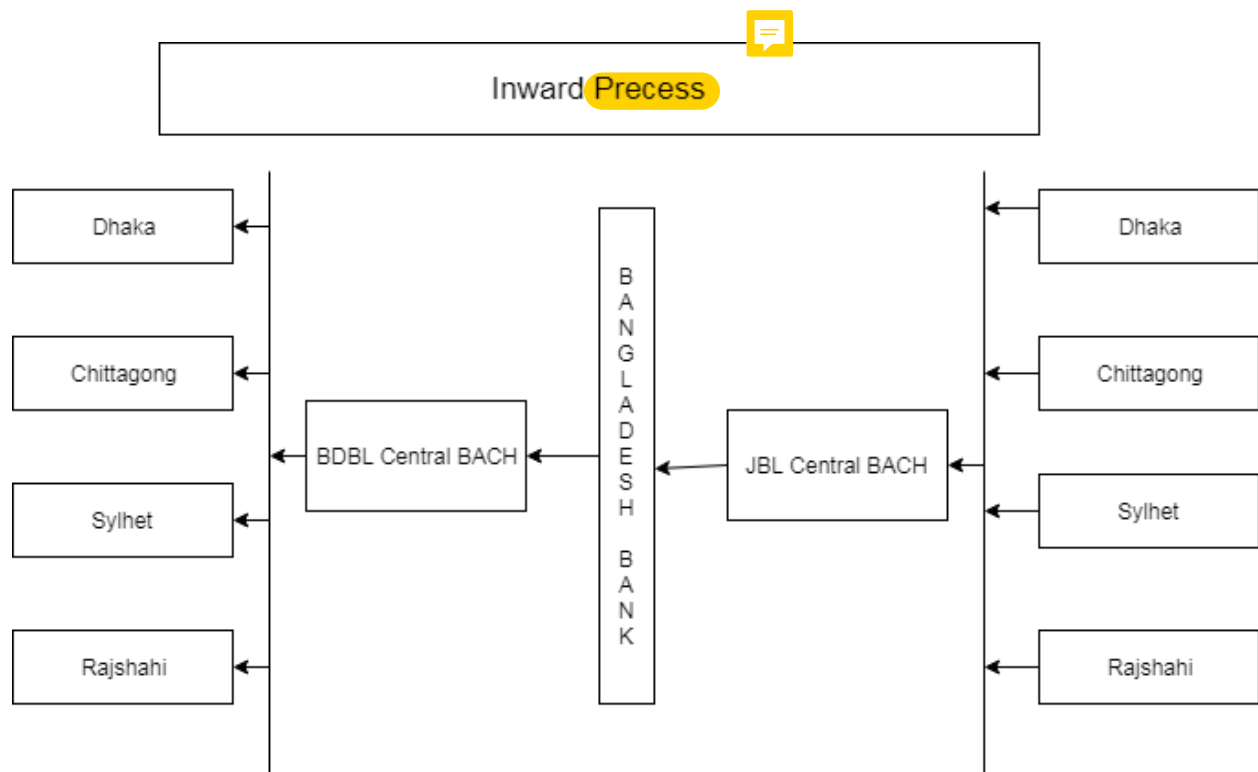 Inward Precess
Dhaka
Chittagong
Sylhet
Rajshahi
BDBL Central BACH
BANGLADESH BANK
JBL Central BACH
Dhaka
Chittagong
Sylhet
Rajshahi